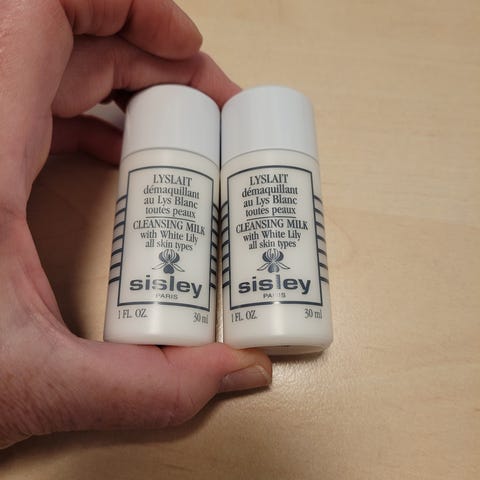 LYSLAIT
démaquillant
au Lys Blanc
toutes peaux
CLEANSING MILK
with White Lily
all skin types
sisley
PARIS
1 FL. OZ. 30 ml
LYSLAIT
démaquillant
au Lys Blanc
toutes peaux
CLEANSING MILK
with White Lily
all skin types
sisley
PARIS
1 FL. OZ. 30 ml